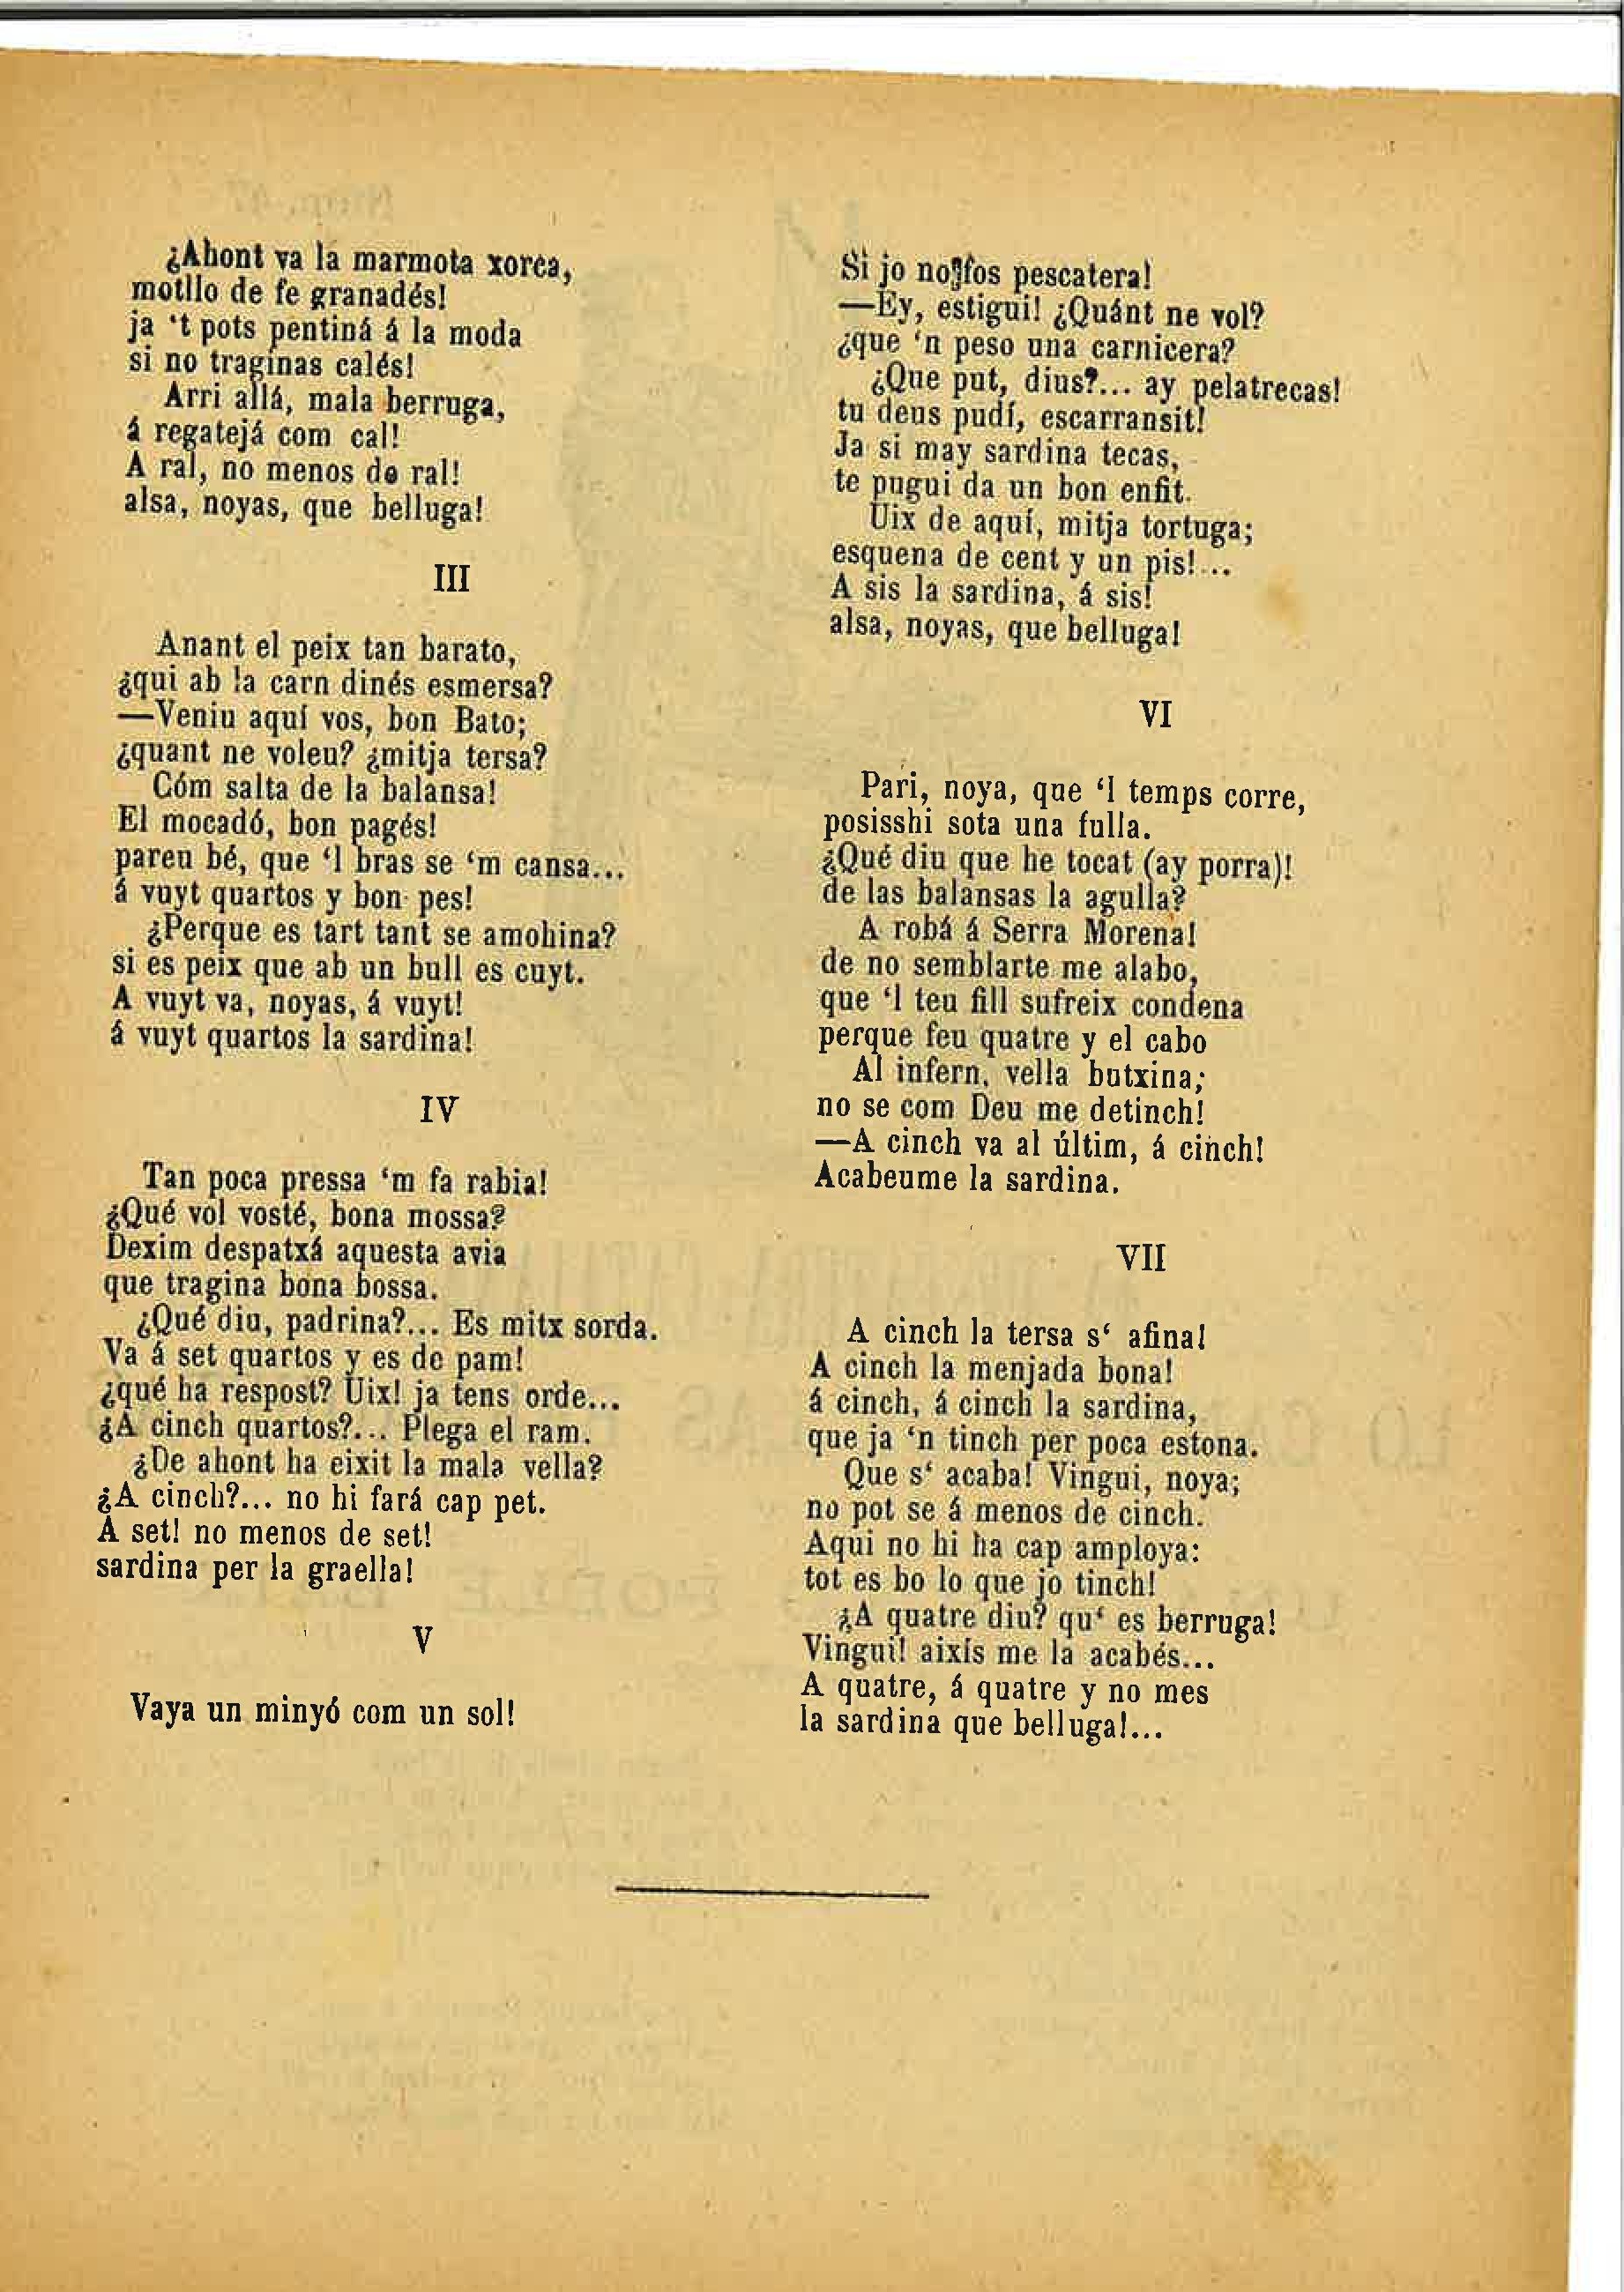 ¿Ahont va la marmota xorca,
motllo de fe granadés!
ja ‘t pots pentiná á la moda
si no traginas calés!
Arri allá, mala berruga,
á regatejá com cal!
A ral, no menos de ral!
alsa, noyas, que belluga!
III
Anant el peix tan barato,
¿qui ab la carn dinés esmersa?
—Veniu aquí vos, bon Bato;
¿quant ne voleu? ¿mitja tersa?
Cóm salta de la balansa!
El mocadó, bon pagés!
pareu bé, que ‘l bras se ‘m cansa...
á vuyt quartos y bon pes!
¿Perque es tart tant se amohina?
si es peix que ab un bull es cuyt.
A vuyt va, noyas, á vuyt!
á vuyt quartos la sardina!
IV
Tan poca pressa ‘m fa rabia!
¿Qué vol vosté, bona mossa?
Dexim despatxá aquesta avia
que tragina bona bossa.
¿Qué diu, padrina?... Es mitx sorda.
Va á set quartos y es de pam!
¿qué ha respost? Uix! ja tens orde...
¿A cinch quartos?... Plega el ram.
¿De ahont ha eixit la mala vella?
¿A cinch?... no hi fará cap pet.
A set! no menos de set!
sardina per la graella!
V
Vaya un minyó com un sol!
Si jo no fos pescatera!
—Ey, estigui! ¿Quánt ne vol?
¿que ‘n peso una carnicera?
¿Que put, dius?... ay pelatrecas!
tu deus pudí, escarransit!
Ja si may sardina tecas,
te pugui da un bon enfit.
Uix de aquí, mitja tortuga;
esquena de cent y un pis!...
A sis la sardina, á sis!
alsa, noyas, que belluga!
VI
Pari, noya, que ‘l temps corre,
posisshi sota una fulla.
¿Qué diu que he tocat (ay porra)!
de las balansas la agulla?
A robá á Serra Morena!
de no semblarte me alabo,
que ‘l teu fill sufreix condena
perque feu quatre y el cabo
Al infern, vella butxina;
no se com Deu me detinch!
—A cinch va al últim, á cinch!
Acabeume la sardina.
VII
A cinch la tersa s‘ afina!
A cinch la menjada bona!
á cinch, á cinch la sardina,
que ja ‘n tinch per poca estona.
Que s‘ acaba! Vingui, noya;
no pot se á menos de cinch.
Aqui no hi ha cap amploya:
tot es bo lo que jo tinch!
¿A quatre diu? qu‘ es berruga!
Vingui! aixís me la acabés...
A quatre, á quatre y no mes
la sardina que belluga!...